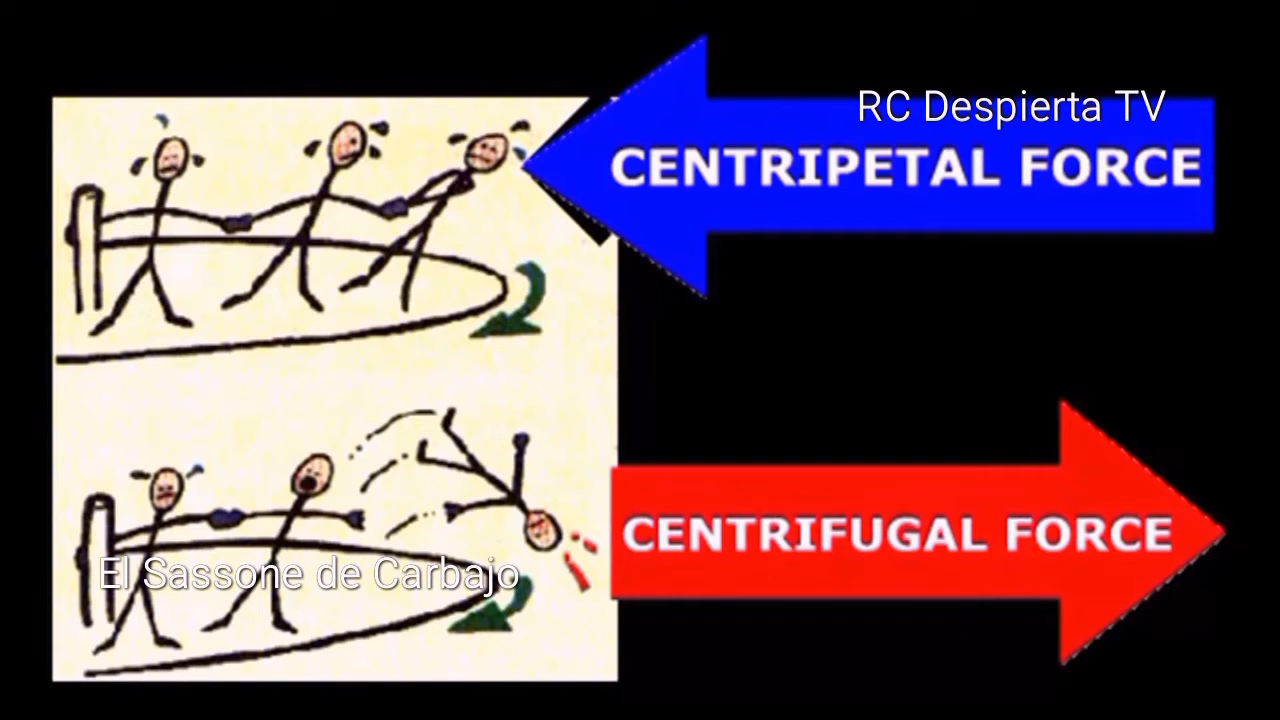 RC Despierta TV
CENTRIPETAL FORCE
CENTRIFUGAL FORCE
El Sassone de Carbajo